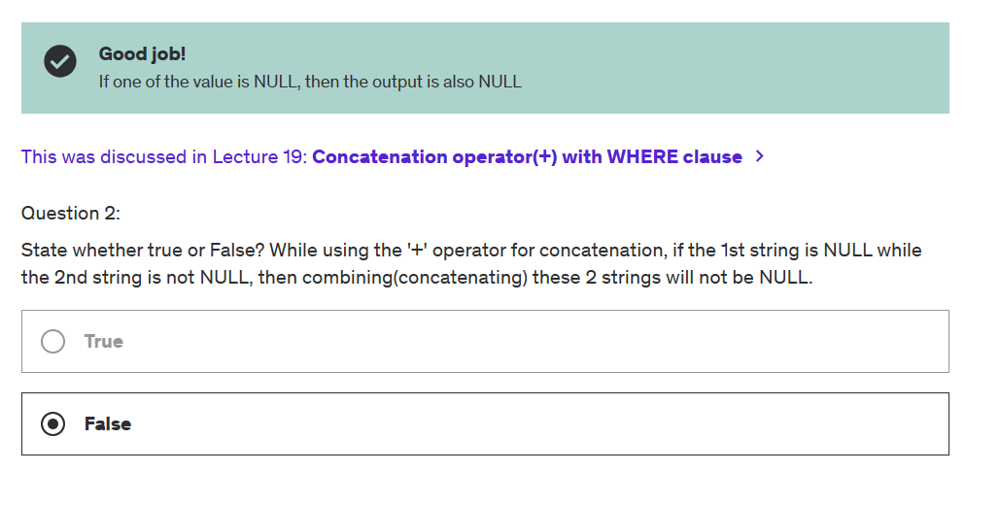 Good job!
If one of the value is NULL, then the output is also NULL
This was discussed in Lecture 19: Concatenation operator(+) with WHERE clause >
Question 2:
State whether true or False? While using the '+' operator for concatenation, if the 1st string is NULL while
the 2nd string is not NULL, then combining(concatenating) these 2 strings will not be NULL.
True
False